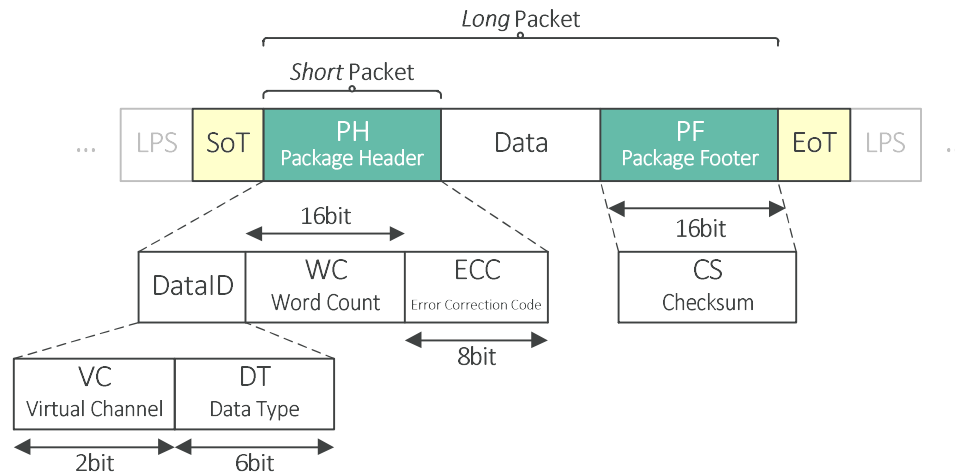 Long Packet
Short Packet
... LPS SoT PH Package Header Data PF Package Footer EoT LPS .
16bit
16bit
DataID WC Word Count ECC Error Correction Code CS Checksum
8bit
VC Virtual Channel DT Data Type
2bit 6bit